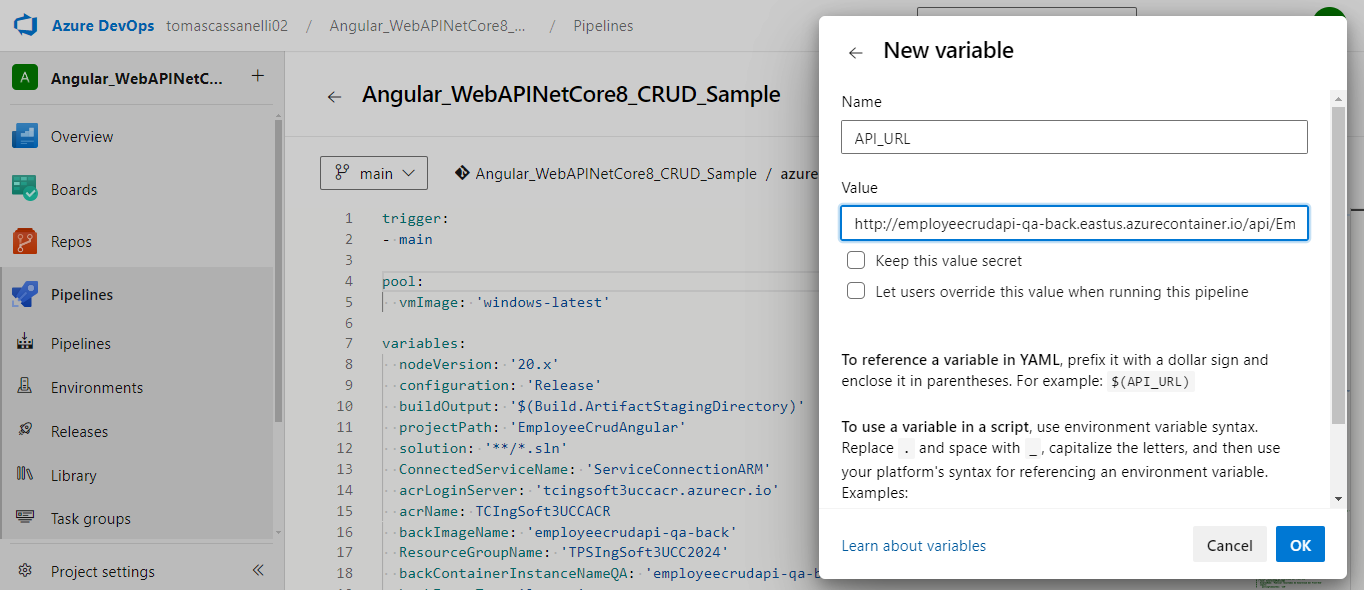 Azure DevOps tomascassanelli02 / Angular_WebAPINetCore8_... / Pipelines
A Angular_WebAPINetC... +
Overview
Boards
Repos
Pipelines
Pipelines
Environments
Releases
Library
Task groups
Project settings
← Angular_WebAPINetCore8_CRUD_Sample
main Angular_WebAPINetCore8_CRUD_Sample / azure
1 trigger:
2 - main
3
4 pool:
5 vmImage: 'windows-latest'
6
7 variables:
8 nodeVersion: '20.x'
9 configuration: 'Release'
10 buildOutput: '$(Build.ArtifactStagingDirectory)'
11 projectPath: 'EmployeeCrudAngular'
12 solution: '**/*.sln'
13 ConnectedServiceName: 'ServiceConnectionARM'
14 acrLoginServer: 'tcingsoft3uccacr.azurecr.io'
15 acrName: TCIngSoft3UCCACR
16 backImageName: 'employeecrudapi-qa-back'
17 ResourceGroupName: 'TPSIngSoft3UCC2024'
18 backContainerInstanceNameQA: 'employeecrudapi-qa-b
← New variable
Name
API_URL
Value
http://employeecrudapi-qa-back.eastus.azurecontainer.io/api/Em
Keep this value secret
Let users override this value when running this pipeline
To reference a variable in YAML, prefix it with a dollar sign and
enclose it in parentheses. For example: $(API_URL)
To use a variable in a script, use environment variable syntax.
Replace . and space with _, capitalize the letters, and then use
your platform's syntax for referencing an environment variable.
Examples:
Learn about variables
Cancel
OK